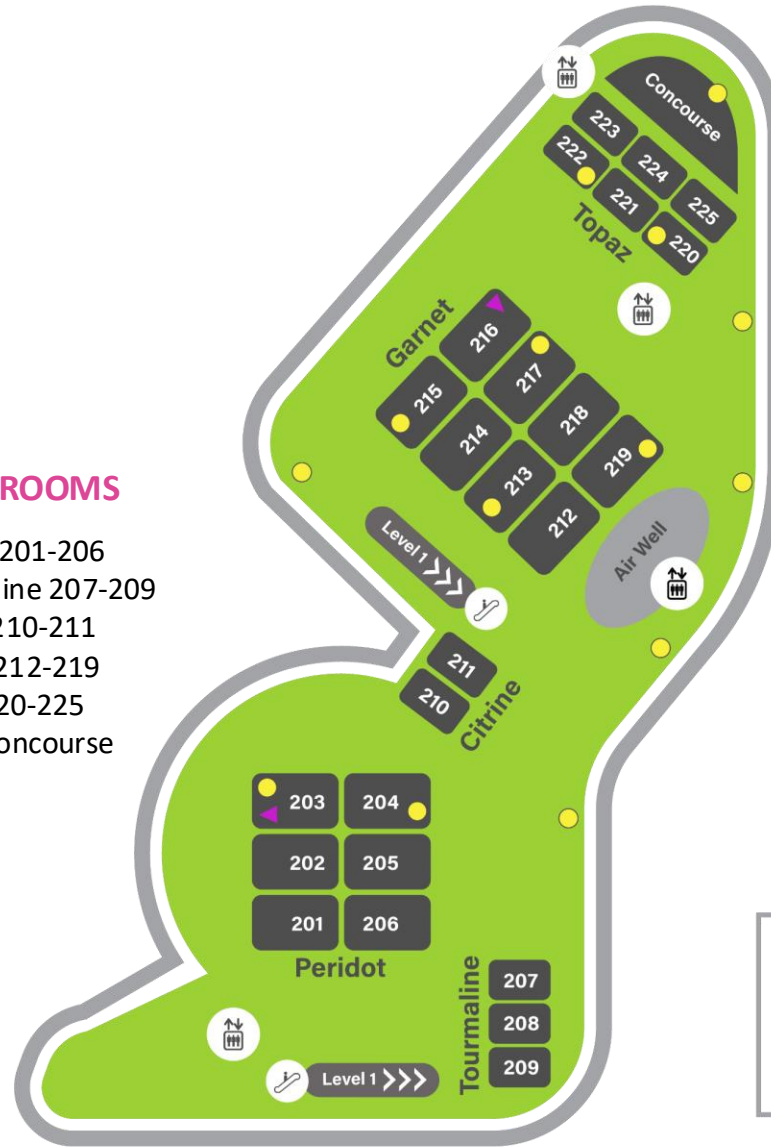 ROOMS
201-206
ine 207-209
210-211
212-219
20-225
oncourse
Concourse
223
224
225
222
221
220
Topaz
Garnet
216
217
218
219
215
214
213
212
Air Well
Level 1
211
210
Citrine
203
204
202
205
201
206
Peridot
Tourmaline
207
208
209
Level 1